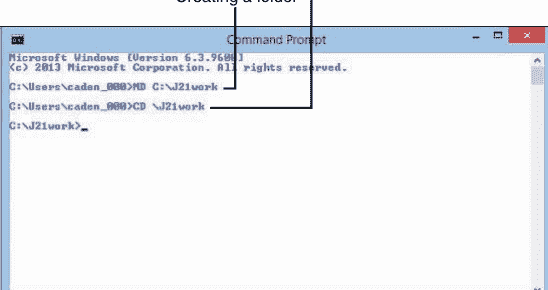 Creating a folder
Command Prompt
Microsoft Windows [Version 6.3.9600]
(c) 2013 Microsoft Corporation. All rights reserved.
C:\Users\caden_000>MD C:\J21work
C:\Users\caden_000>CD \J21work
C:\J21work>_